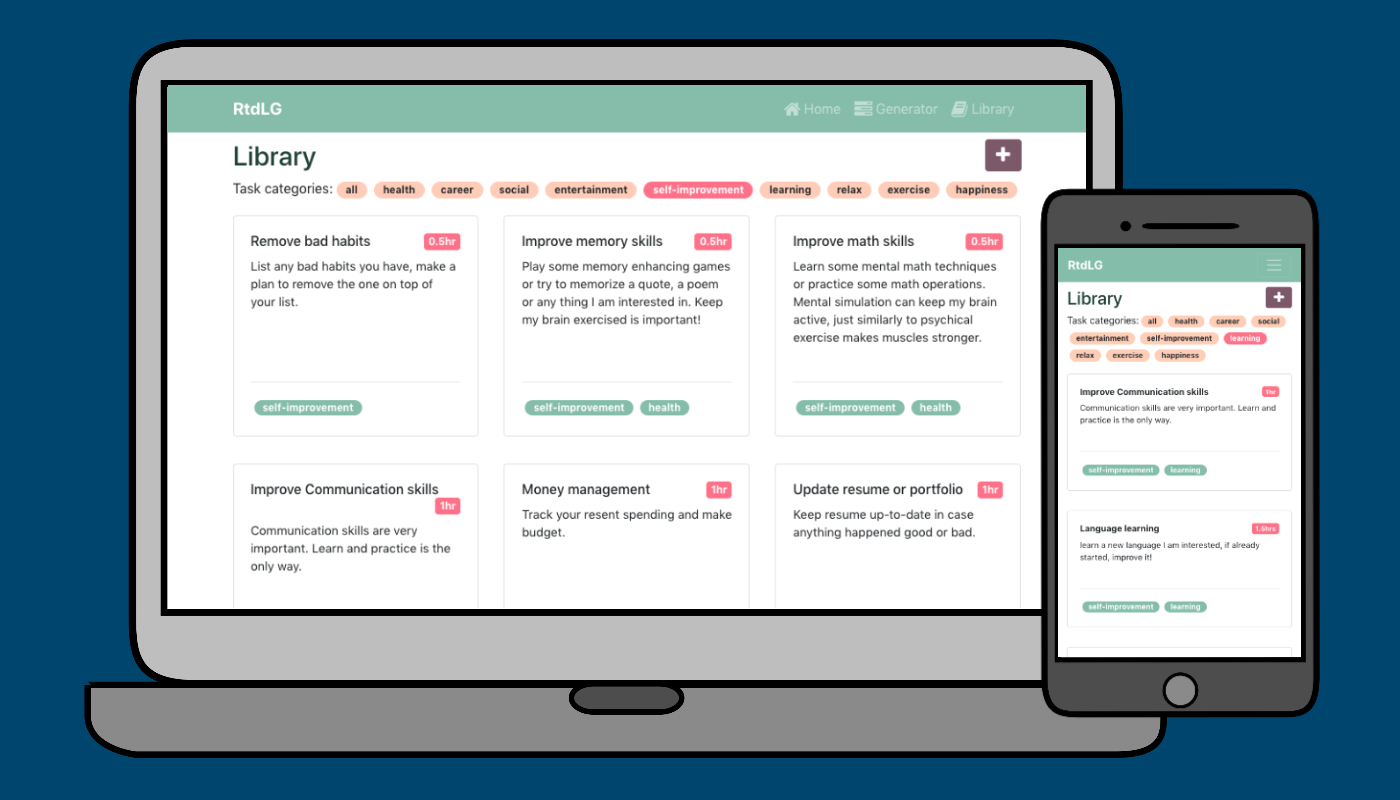 RtdLG
Home Generator Library
Library
Task categories: all health career social entertainment self-improvement learning relax exercise happiness
Remove bad habits 0.5hr
List any bad habits you have, make a
plan to remove the one on top of
your list.
self-improvement
Improve memory skills 0.5hr
Play some memory enhancing games
or try to memorize a quote, a poem
or any thing I am interested in. Keep
my brain exercised is important!
self-improvement health
Improve math skills 0.5hr
Learn some mental math techniques
or practice some math operations.
Mental simulation can keep my brain
active, just similarly to psychical
exercise makes muscles stronger.
self-improvement health
Improve Communication skills
1hr
Communication skills are very
important. Learn and practice is the
only way.
Money management 1hr
Track your resent spending and make
budget.
Update resume or portfolio 1hr
Keep resume up-to-date in case
anything happened good or bad.
RtdLG
Library
Task categories: all health career social
entertainment self-improvement learning
relax exercise happiness
Improve Communication skills 1hr
Communication skills are very important. Learn and
practice is the only way.
self-improvement learning
Language learning 1.5hrs
learn a new language I am interested, if already
started, improve it!
self-improvement learning